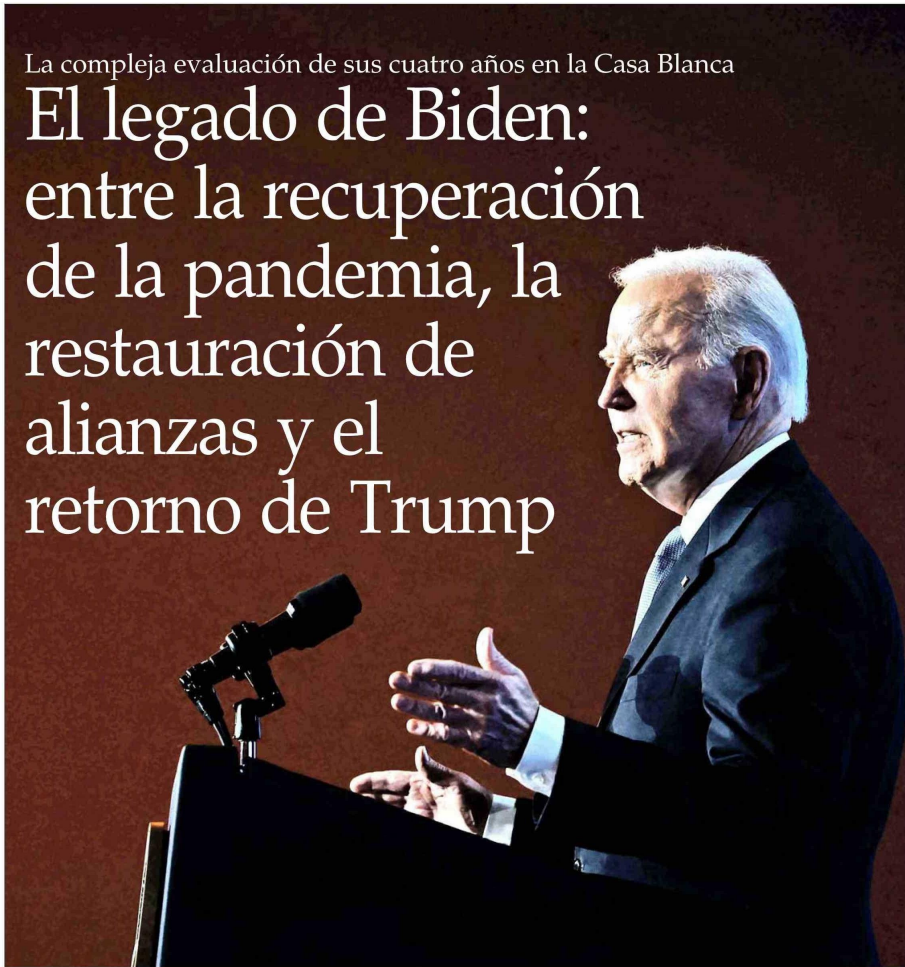 La compleja evaluación de sus cuatro años en la Casa Blanca
El legado de Biden:
entre la recuperación
de la pandemia, la
restauración de
alianzas y el
retorno de Trump